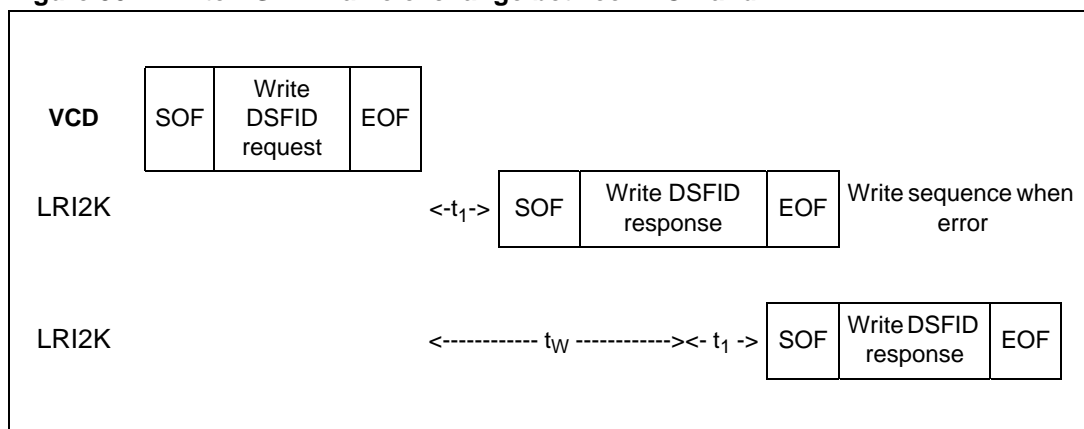 VCD SOF Write DSFID request EOF
LRI2K <-t1-> SOF Write DSFID response EOF Write sequence when error
LRI2K <------------ tW ------------><- t1 -> SOF Write DSFID response EOF